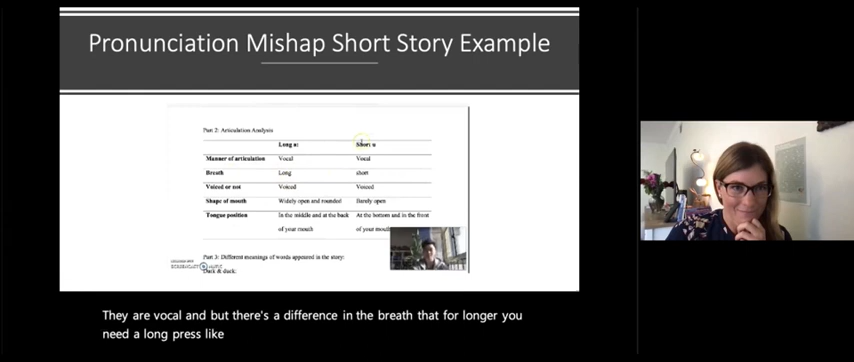 Pronunciation Mishap Short Story Example
Part 2: Articulation Analysis
Long a: Short u
Manner of articulation Vocal Vocal
Breath Long short
Voiced or not Voiced Voiced
Shape of mouth Widely open and rounded Barely open
Tongue position In the middle and at the back At the bottom and in the front
of your mouth of your mouth
Part 3: Different meanings of words appeared in the story:
Dark & duck:
They are vocal and but there's a difference in the breath that for longer you
need a long press like